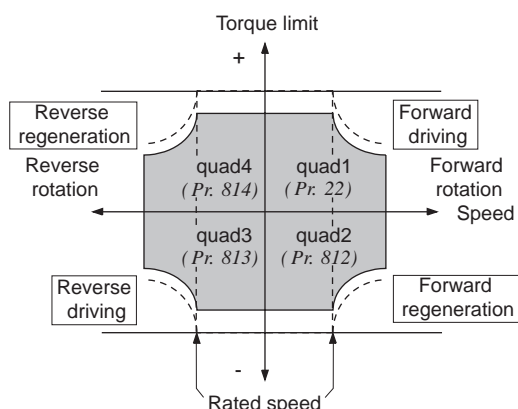 Torque limit
+
Reverse
regeneration
Forward
driving
Reverse
rotation
quad4
(Pr. 814)
quad1
(Pr. 22)
Forward
rotation
Speed
quad3
(Pr. 813)
quad2
(Pr. 812)
Reverse
driving
Forward
regeneration
-
Rated speed